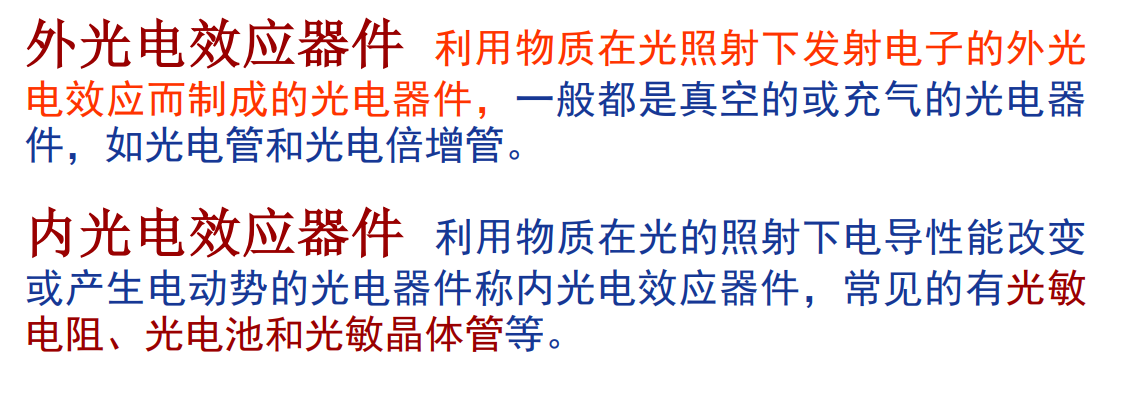 外光电效应器件 利用物质在光照射下发射电子的外光
电效应而制成的光电器件，一般都是真空的或充气的光电器
件，如光电管和光电倍增管。
内光电效应器件 利用物质在光的照射下电导性能改变
或产生电动势的光电器件称内光电效应器件，常见的有光敏
电阻、光电池和光敏晶体管等。